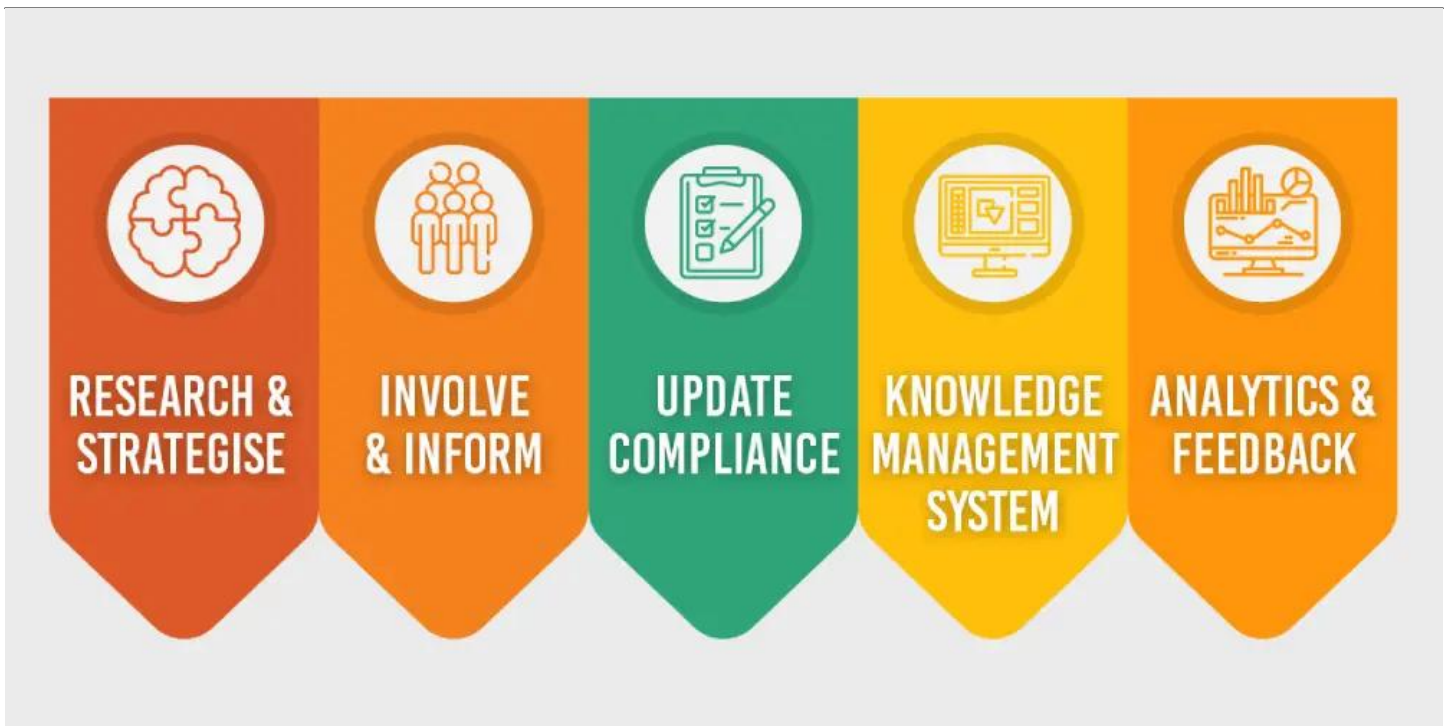 RESEARCH &
STRATEGISE
INVOLVE
& INFORM
UPDATE
COMPLIANCE
KNOWLEDGE
MANAGEMENT
SYSTEM
ANALYTICS &
FEEDBACK